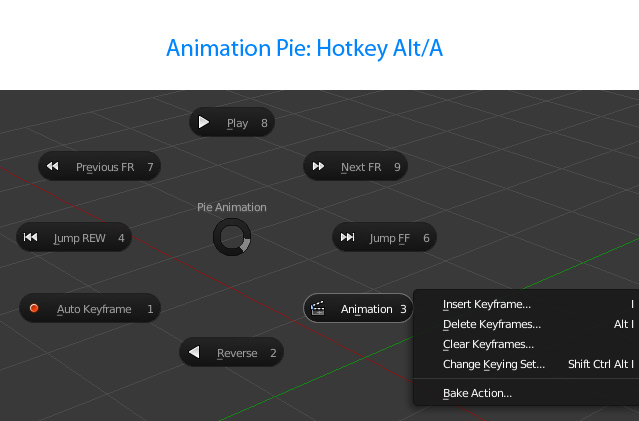 Animation Pie: Hotkey Alt/A
Play 8
Previous FR 7
Next FR 9
Pie Animation
Jump REW 4
Jump FF 6
Auto Keyframe 1
Animation 3
Reverse 2
Insert Keyframe... I
Delete Keyframes... Alt I
Clear Keyframes...
Change Keying Set... Shift Ctrl Alt I
Bake Action...